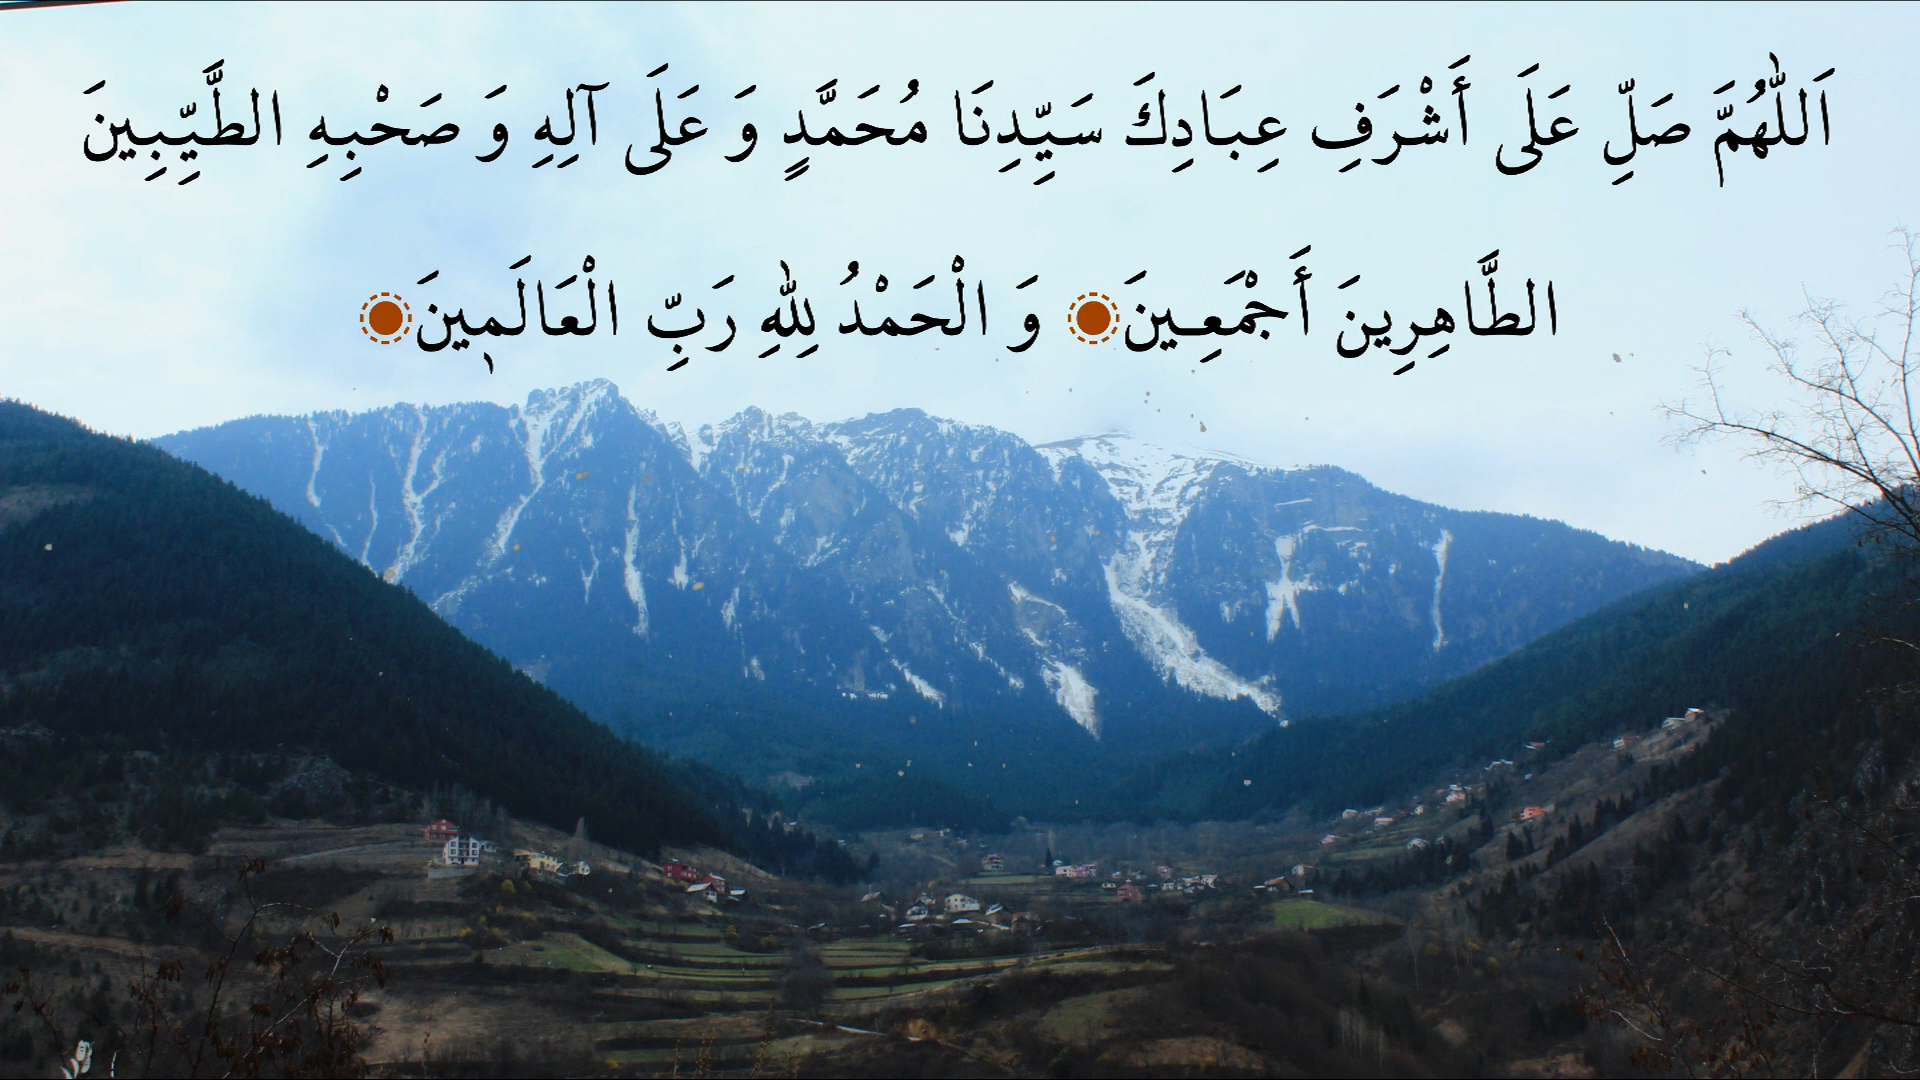 اَللّٰهُمَّ صَلِّ عَلَى أَشْرَفِ عِبَادِكَ سَيِّدِنَا مُحَمَّدٍ وَ عَلَى آلِهِ وَ صَحْبِهِ الطَّيِّبِينَ
الطَّاهِرِينَ أَجْمَعِينَ وَ الْحَمْدُ لِلّٰهِ رَبِّ الْعَالَمِينَ